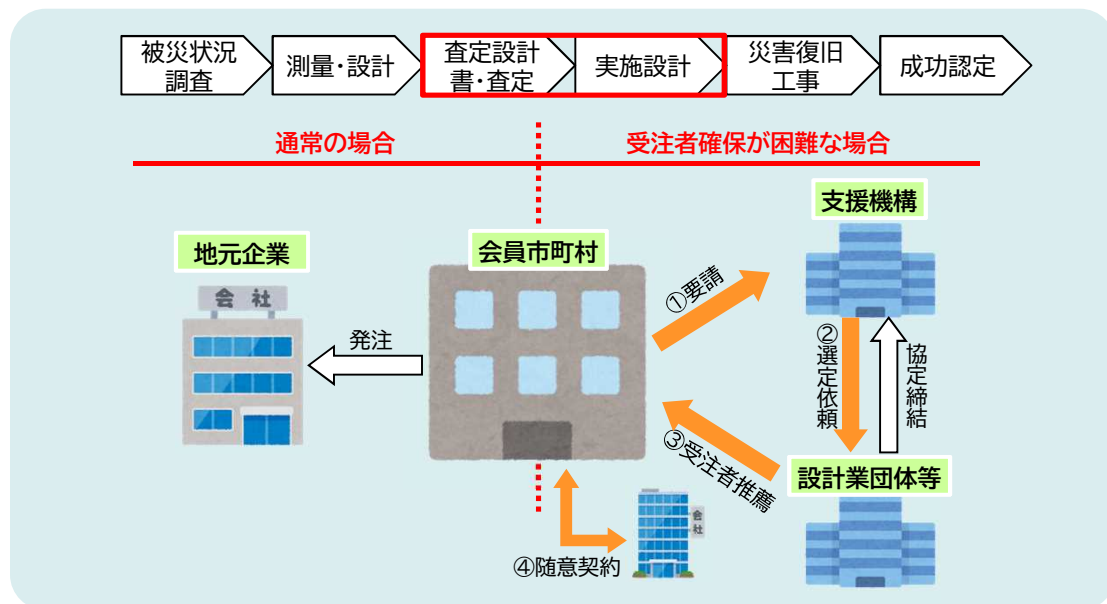 被災状況
調査
測量・設計
査定設計
書・査定
実施設計
災害復旧
工事
成功認定
通常の場合
受注者確保が困難な場合
支援機構
地元企業
会員市町村
会社
①要請
発注
②選定依頼
協定締結
③受注者推薦
設計業団体等
会社
④随意契約